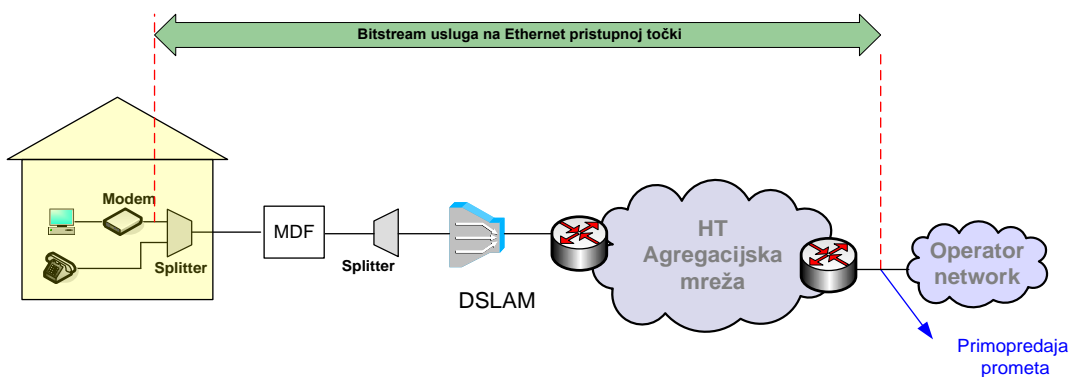 Bitstream usluga na Ethernet pristupnoj točki
Modem
Splitter
MDF
Splitter
DSLAM
HT
Agregacijska
mreža
Operator
network
Primopredaja
prometa